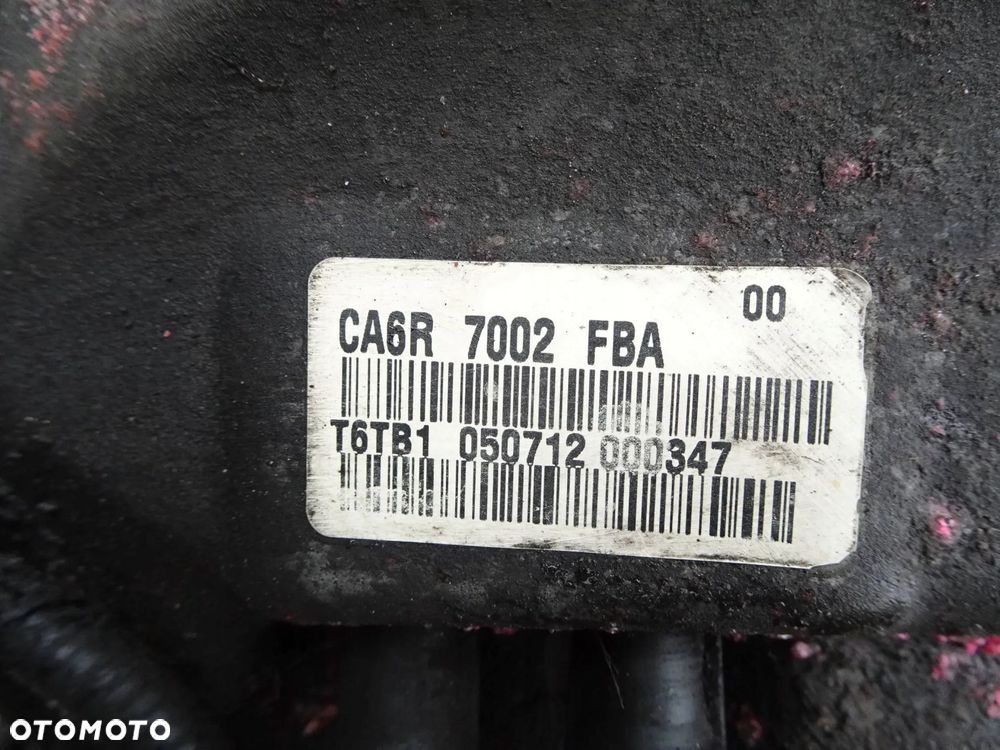 00
CA6R 7002 FBA
T6TB1 050712 000347
OTOMOTO